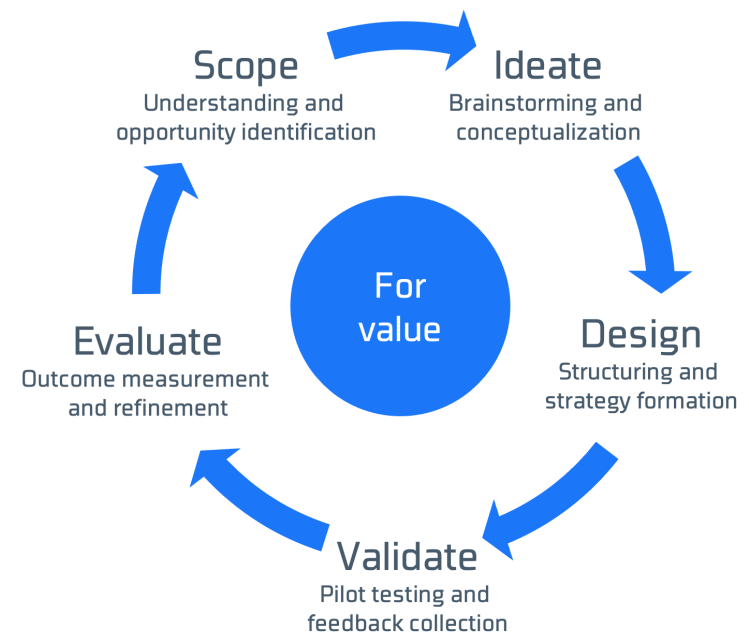 Scope
Understanding and
opportunity identification
Ideate
Brainstorming and
conceptualization
For
value
Design
Structuring and
strategy formation
Validate
Pilot testing and
feedback collection
Evaluate
Outcome measurement
and refinement